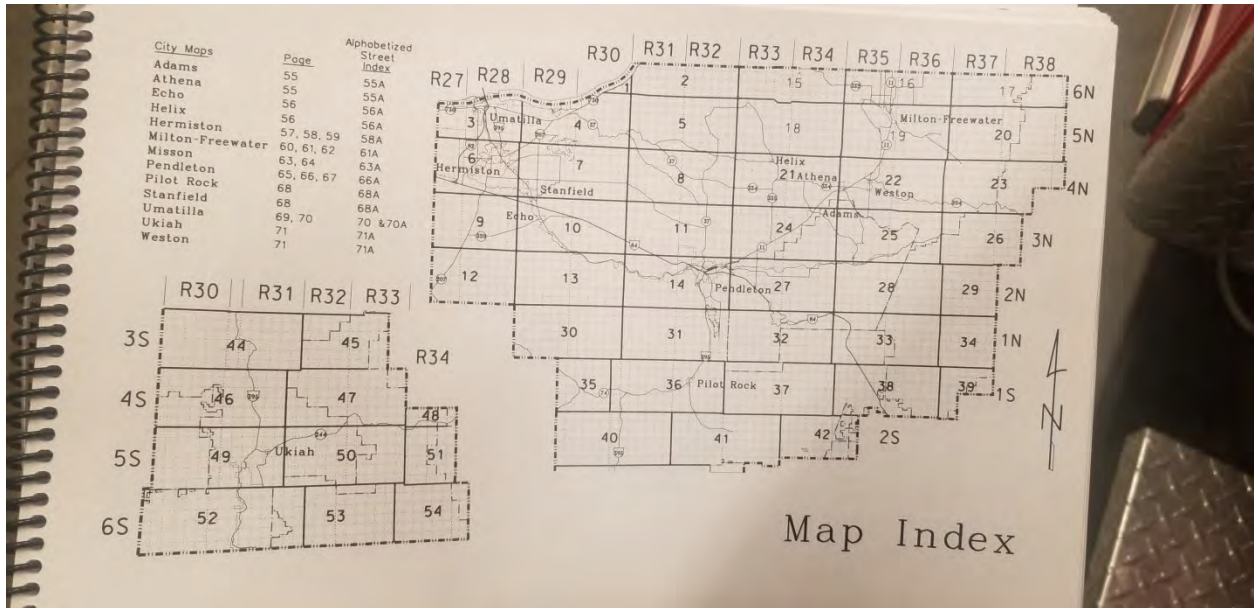 City Maps Page Alphabetized Street Index
Adams 55 55A
Athena 55 55A
Echo 56 56A
Helix 56 56A
Hermiston 57, 58, 59 58A
Milton-Freewater 60, 61, 62 61A
Misson 63, 64 63A
Pendleton 65, 66, 67 66A
Pilot Rock 68 68A
Stanfield 68 68A
Umatilla 69, 70 70 &70A
Ukiah 71 71A
Weston 71 71A
R27 R28 R29 R30 R31 R32 R33 R34 R35 R36 R37 R38
1 2 15 16 17 6N
3 Umatilla 4 5 18 19 Milton-Freewater 20 5N
6 Hermiston 7 Stanfield 8 Helix 21 Athena 22 Weston 23 4N
9 Echo 10 11 24 Adams 25 26 3N
12 13 14 Pendleton 27 28 29 2N
30 31 32 33 34 1N
35 36 Pilot Rock 37 38 39 1S
40 41 42 2S
R30 R31 R32 R33
3S 44 45
R34
4S 46 47 48
5S 49 Ukiah 50 51
6S 52 53 54
N
Map Index